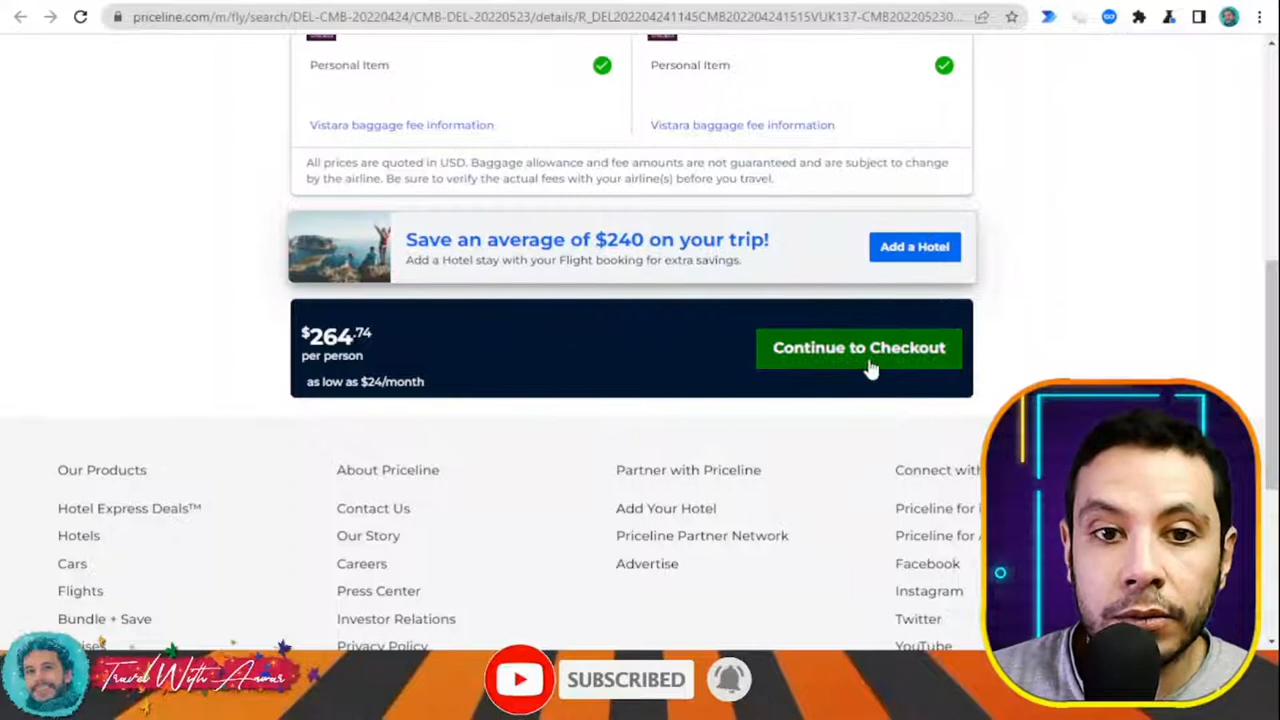 priceline.com/m/fly/search/DEL-CMB-20220424/CMB-DEL-20220523/details/R_DEL202204241145CMB202204241515VUK137-CMB202205230...
Personal Item
Personal Item
Vistara baggage fee information
Vistara baggage fee information
All prices are quoted in USD. Baggage allowance and fee amounts are not guaranteed and are subject to change
by the airline. Be sure to verify the actual fees with your airline(s) before you travel.
Save an average of $240 on your trip!
Add a Hotel stay with your Flight booking for extra savings.
Add a Hotel
$264.74
per person
as low as $24/month
Continue to Checkout
Our Products
Hotel Express Deals™
Hotels
Cars
Flights
Bundle + Save
About Priceline
Contact Us
Our Story
Careers
Press Center
Investor Relations
Privacy Policy
Partner with Priceline
Add Your Hotel
Priceline Partner Network
Advertise
Connect with
Priceline for
Priceline for
Facebook
Instagram
Twitter
YouTube
Travel With Anwar
SUBSCRIBED